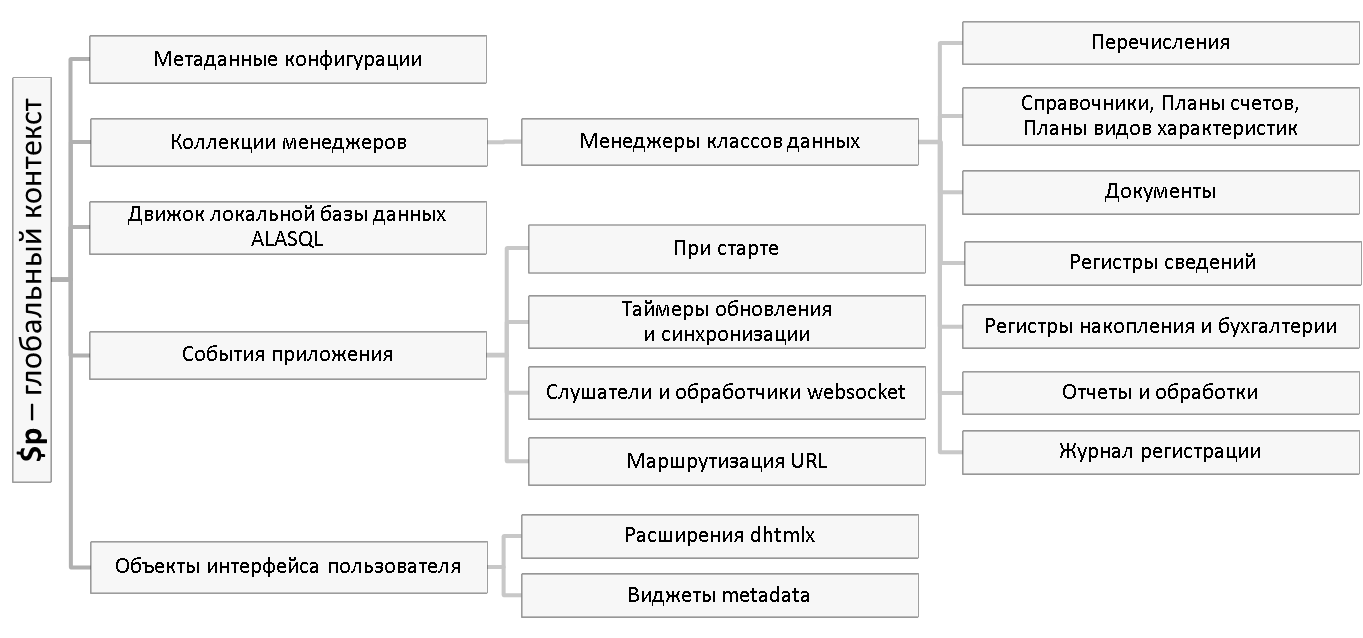 $p – глобальный контекст
Метаданные конфигурации
Коллекции менеджеров
Менеджеры классов данных
Перечисления
Справочники, Планы счетов,
Планы видов характеристик
Документы
Регистры сведений
Регистры накопления и бухгалтерии
Отчеты и обработки
Журнал регистрации
Движок локальной базы данных
ALASQL
События приложения
При старте
Таймеры обновления
и синхронизации
Слушатели и обработчики websocket
Маршрутизация URL
Объекты интерфейса пользователя
Расширения dhtmlx
Виджеты metadata